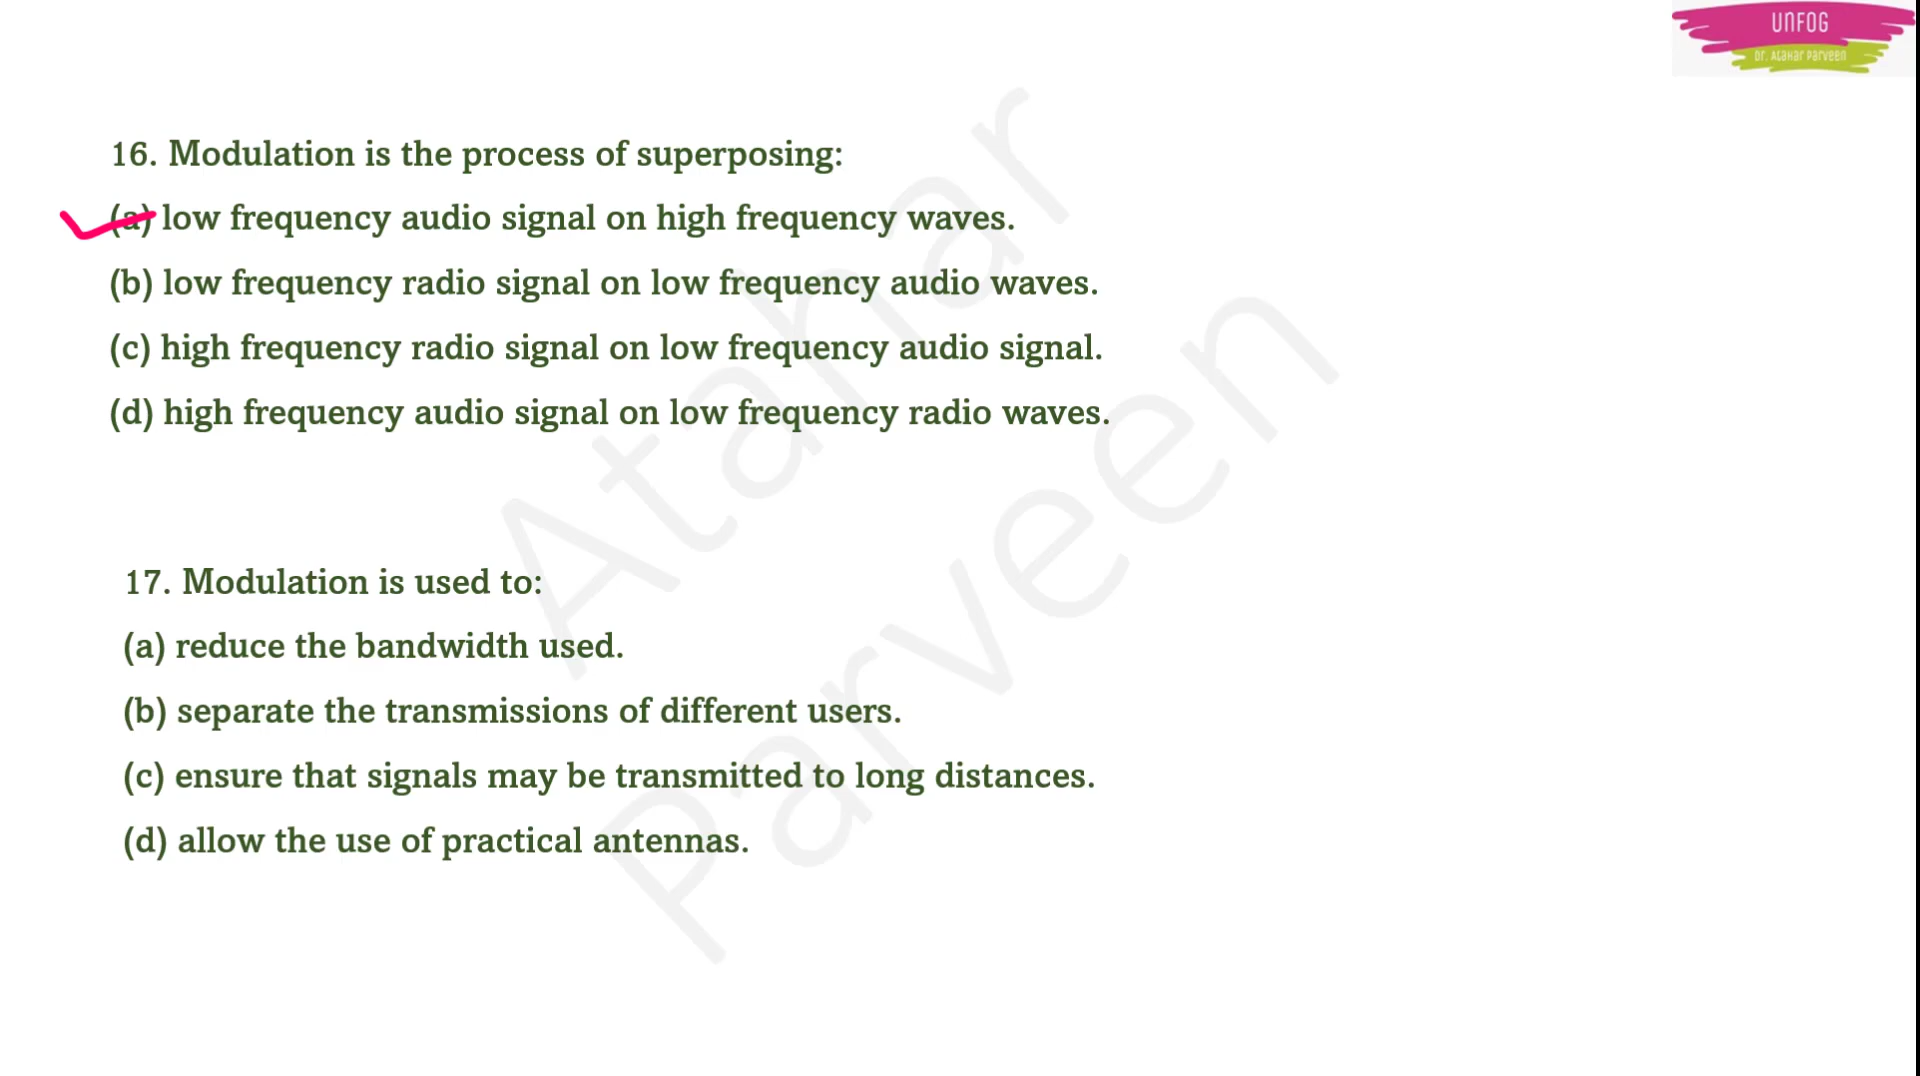 UNFOG
Dr. Atahar Parveen
16. Modulation is the process of superposing:
(a) low frequency audio signal on high frequency waves.
(b) low frequency radio signal on low frequency audio waves.
(c) high frequency radio signal on low frequency audio signal.
(d) high frequency audio signal on low frequency radio waves.
17. Modulation is used to:
(a) reduce the bandwidth used.
(b) separate the transmissions of different users.
(c) ensure that signals may be transmitted to long distances.
(d) allow the use of practical antennas.
Atahar
Parveen